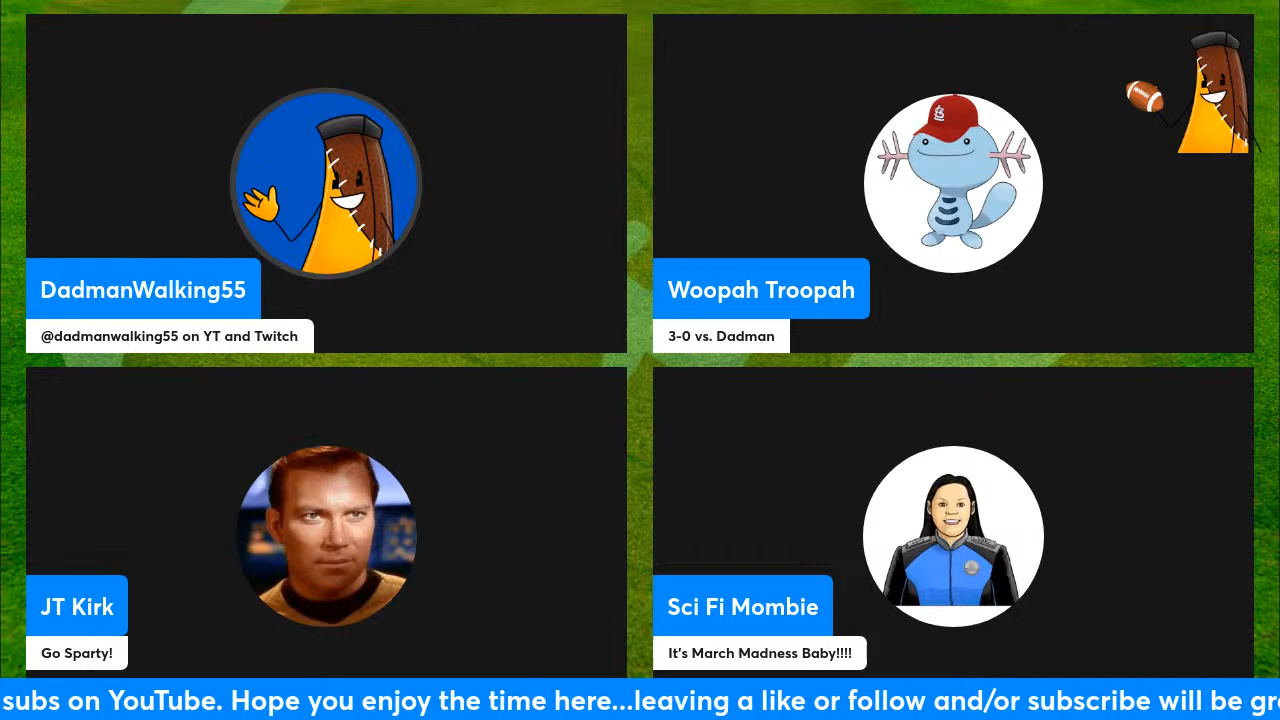 DadmanWalking55
@dadmanwalking55 on YT and Twitch
Woopah Troopah
3-0 vs. Dadman
JT Kirk
Go Sparty!
Sci Fi Mombie
It's March Madness Baby!!!!
subs on YouTube. Hope you enjoy the time here...leaving a like or follow and/or subscribe will be gr